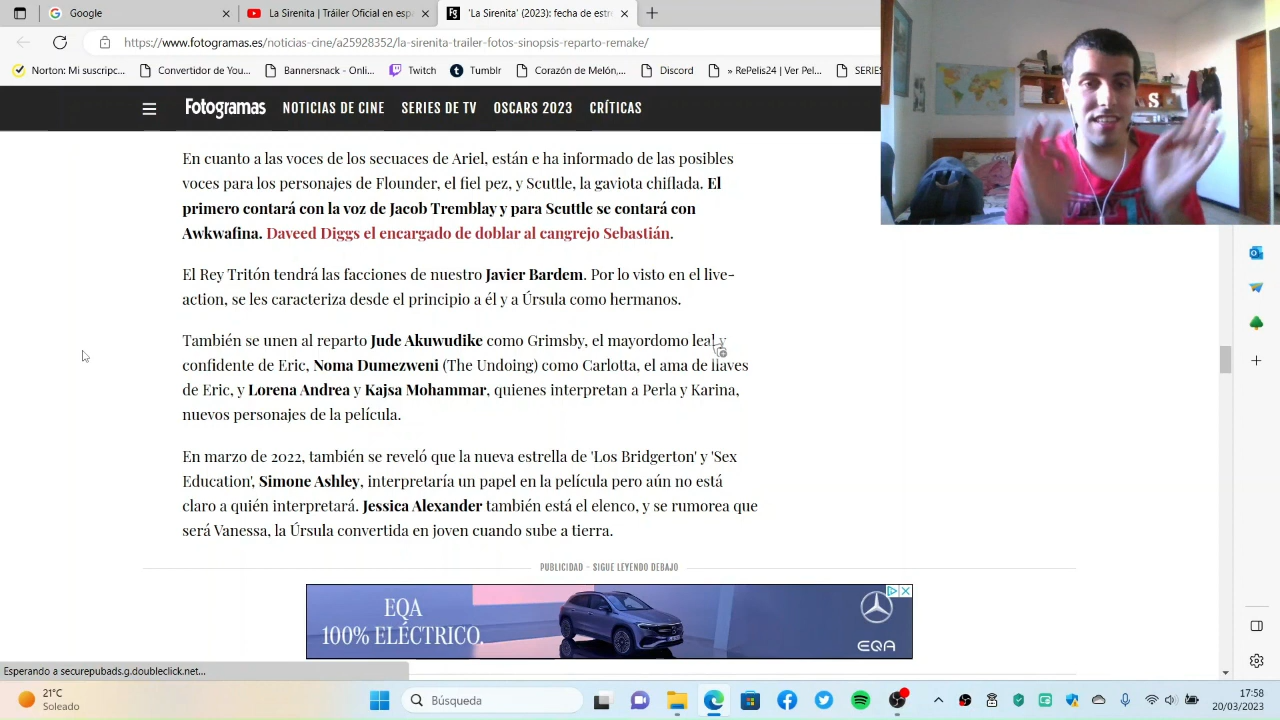 Google
La Sirenita | Tráiler Oficial en esp
'La Sirenita' (2023): fecha de estre
https://www.fotogramas.es/noticias-cine/a25928352/la-sirenita-trailer-fotos-sinopsis-reparto-remake/
Norton: Mi suscripc... Convertidor de You... Bannersnack - Onli... Twitch Tumblr Corazón de Melón,... Discord » RePelis24 | Ver Pel... SERIES
Fotogramas NOTICIAS DE CINE SERIES DE TV OSCARS 2023 CRÍTICAS
S
En cuanto a las voces de los secuaces de Ariel, están e ha informado de las posibles
voces para los personajes de Flounder, el fiel pez, y Scuttle, la gaviota chiflada. El
primero contará con la voz de Jacob Tremblay y para Scuttle se contará con
Awkwafina. Daveed Diggs el encargado de doblar al cangrejo Sebastián.
El Rey Tritón tendrá las facciones de nuestro Javier Bardem. Por lo visto en el live-
action, se les caracteriza desde el principio a él y a Úrsula como hermanos.
También se unen al reparto Jude Akuwudike como Grimsby, el mayordomo leal y
confidente de Eric, Noma Dumezweni (The Undoing) como Carlotta, el ama de llaves
de Eric, y Lorena Andrea y Kajsa Mohammar, quienes interpretan a Perla y Karina,
nuevos personajes de la película.
En marzo de 2022, también se reveló que la nueva estrella de 'Los Bridgerton' y 'Sex
Education', Simone Ashley, interpretaría un papel en la película pero aún no está
claro a quién interpretará. Jessica Alexander también está el elenco, y se rumorea que
será Vanessa, la Úrsula convertida en joven cuando sube a tierra.
PUBLICIDAD - SIGUE LEYENDO DEBAJO
EQA
100% ELÉCTRICO.
EQA
Esperando a securepubads.g.doubleclick.net...
21°C
Soleado
Búsqueda
17:58
20/03/2023